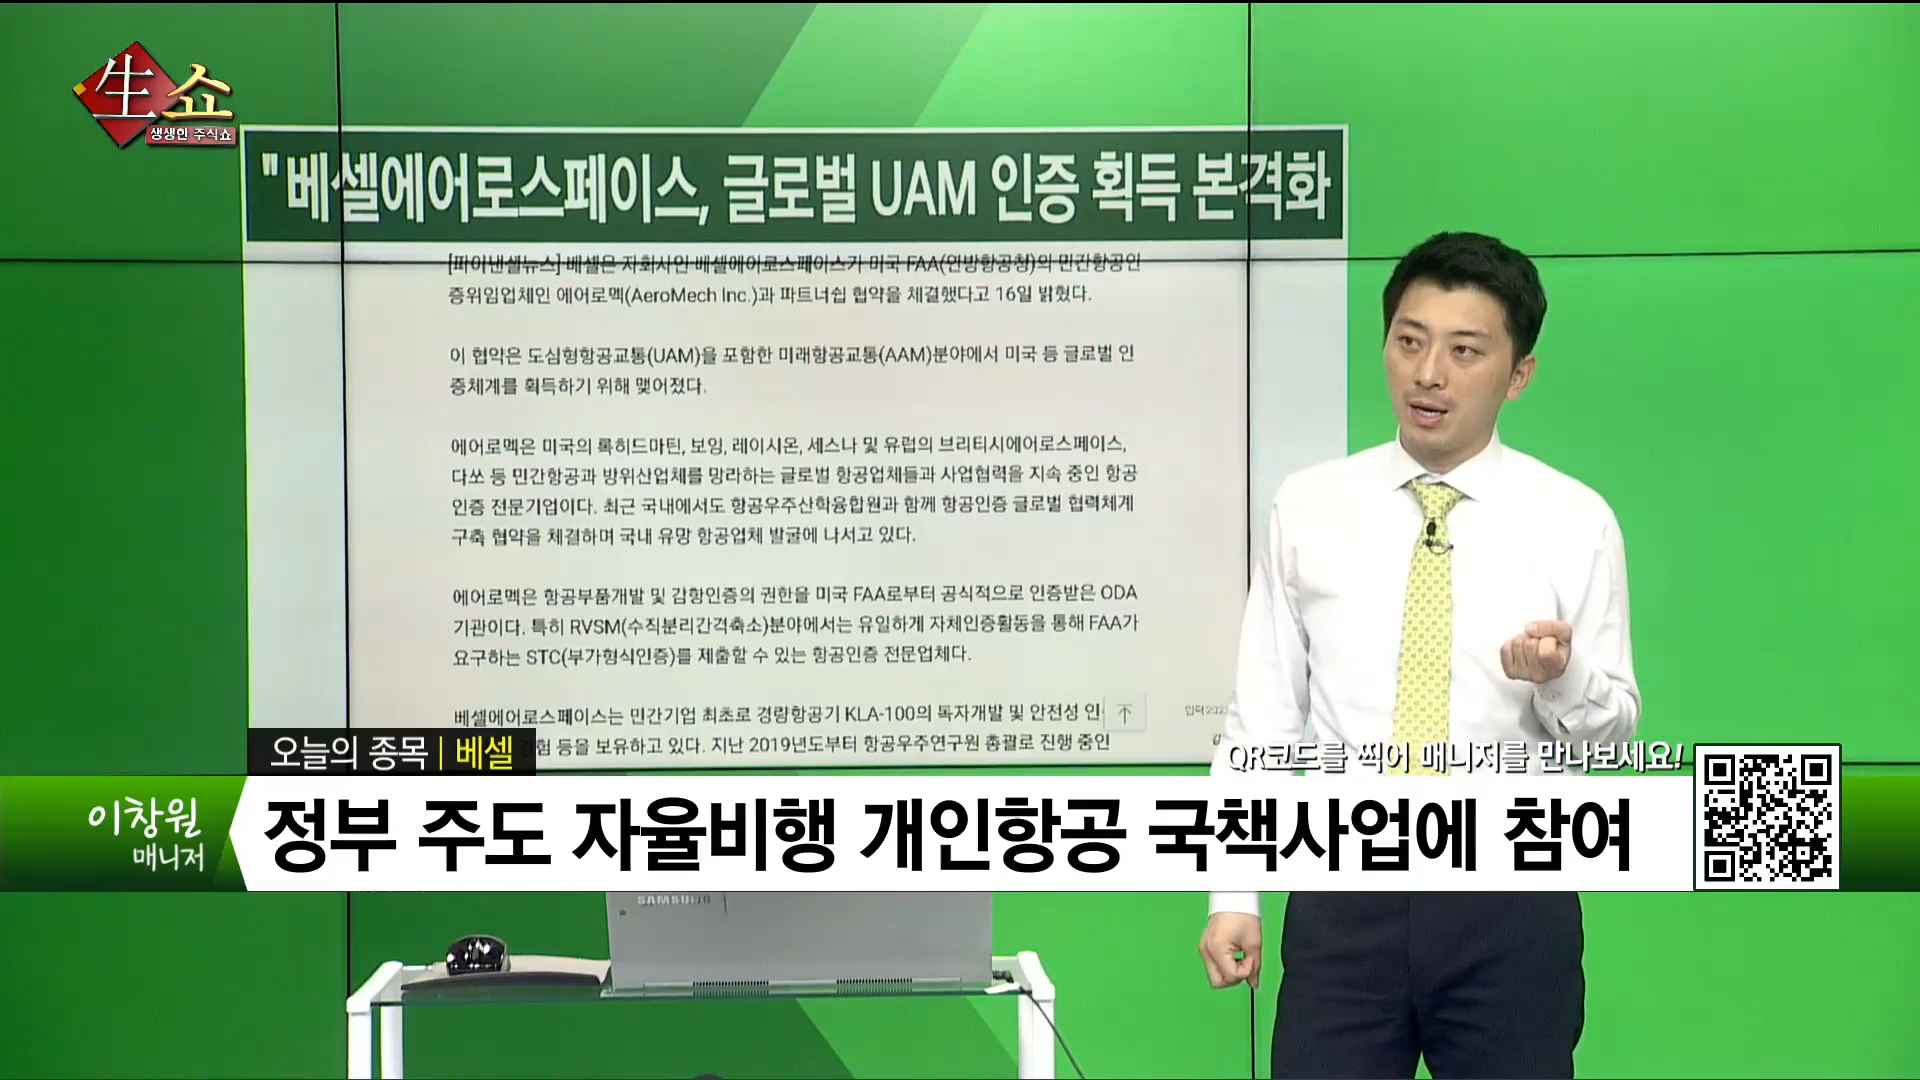 生쇼
생생한 주식쇼
"베셀에어로스페이스, 글로벌 UAM 인증 획득 본격화
[파이낸셜뉴스] 베셀은 자회사인 베셀에어로스페이스가 미국 FAA(연방항공청)의 민간항공인
증위임업체인 에어로멕(AeroMech Inc.)과 파트너쉽 협약을 체결했다고 16일 밝혔다.
이 협약은 도심형항공교통(UAM)을 포함한 미래항공교통(AAM)분야에서 미국 등 글로벌 인
증체계를 획득하기 위해 맺어졌다.
에어로멕은 미국의 록히드마틴, 보잉, 레이시온, 세스나 및 유럽의 브리티시에어로스페이스,
다쏘 등 민간항공과 방위산업체를 망라하는 글로벌 항공업체들과 사업협력을 지속 중인 항공
인증 전문기업이다. 최근 국내에서도 항공우주산학융합원과 함께 항공인증 글로벌 협력체계
구축 협약을 체결하며 국내 유망 항공업체 발굴에 나서고 있다.
에어로멕은 항공부품개발 및 감항인증의 권한을 미국 FAA로부터 공식적으로 인증받은 ODA
기관이다. 특히 RVSM(수직분리간격축소)분야에서는 유일하게 자체인증활동을 통해 FAA가
요구하는 STC(부가형식인증)를 제출할 수 있는 항공인증 전문업체다.
베셀에어로스페이스는 민간기업 최초로 경량항공기 KLA-100의 독자개발 및 안전성 인
험 등을 보유하고 있다. 지난 2019년도부터 항공우주연구원 총괄로 진행 중인
입력 202
오늘의 종목 | 베셀
QR코드를 찍어 매니저를 만나보세요!
이창원
매니저
정부 주도 자율비행 개인항공 국책사업에 참여
SAMSUNG